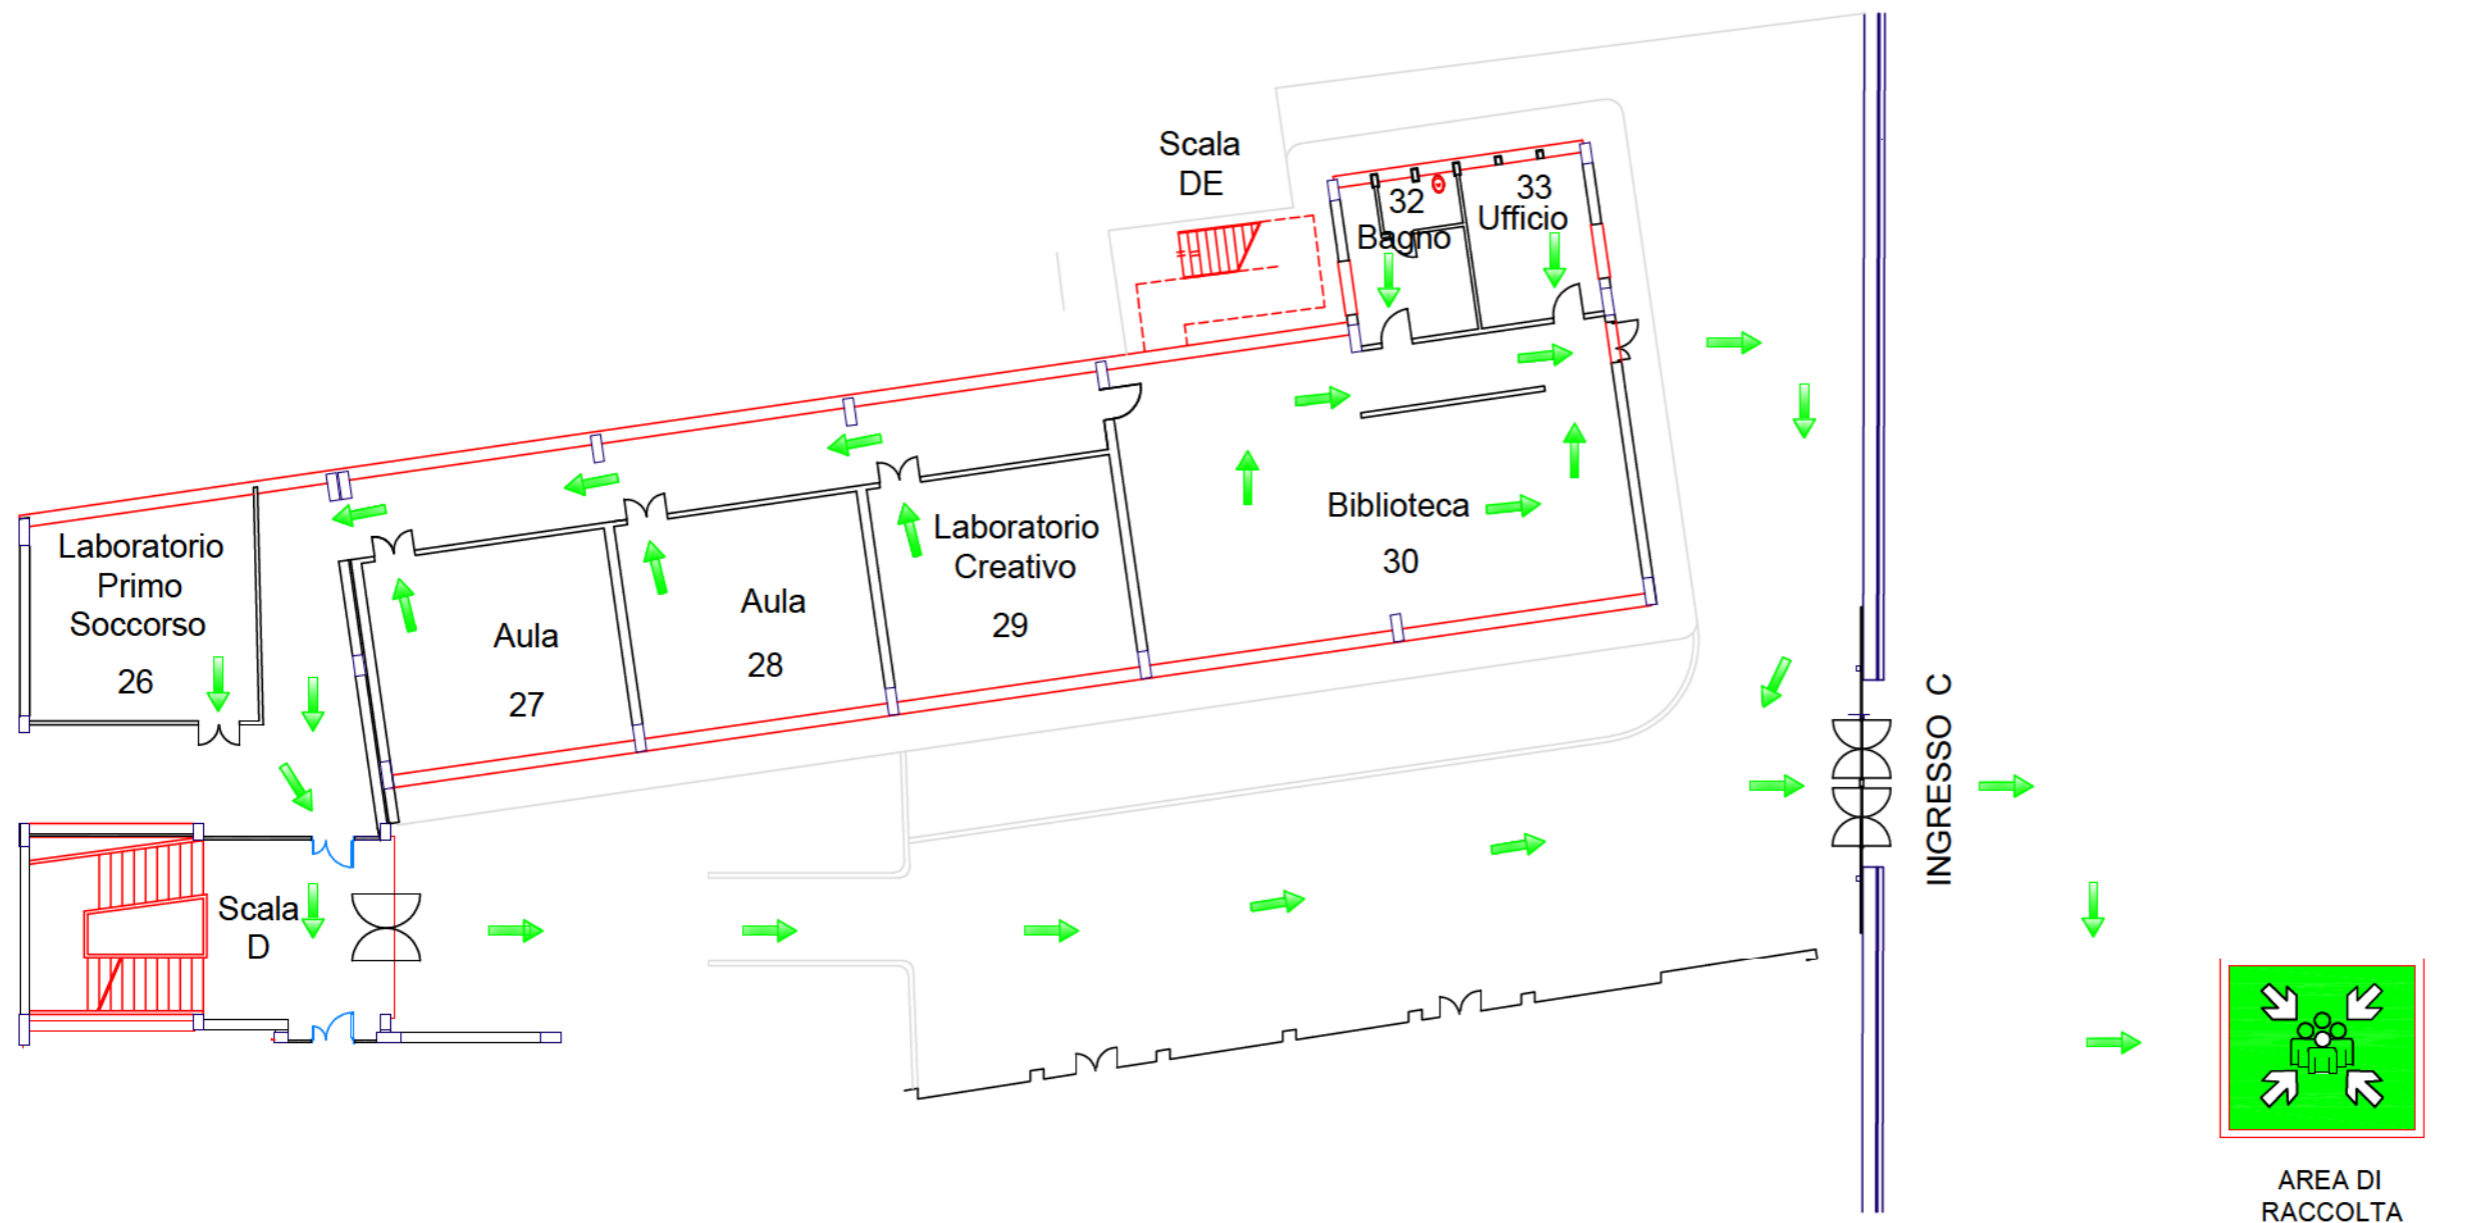 Scala
DE
32
Bagno
33
Ufficio
Laboratorio
Primo
Soccorso
26
Aula
27
Aula
28
Laboratorio
Creativo
29
Biblioteca
30
Scala
D
INGRESSO C
AREA DI
RACCOLTA